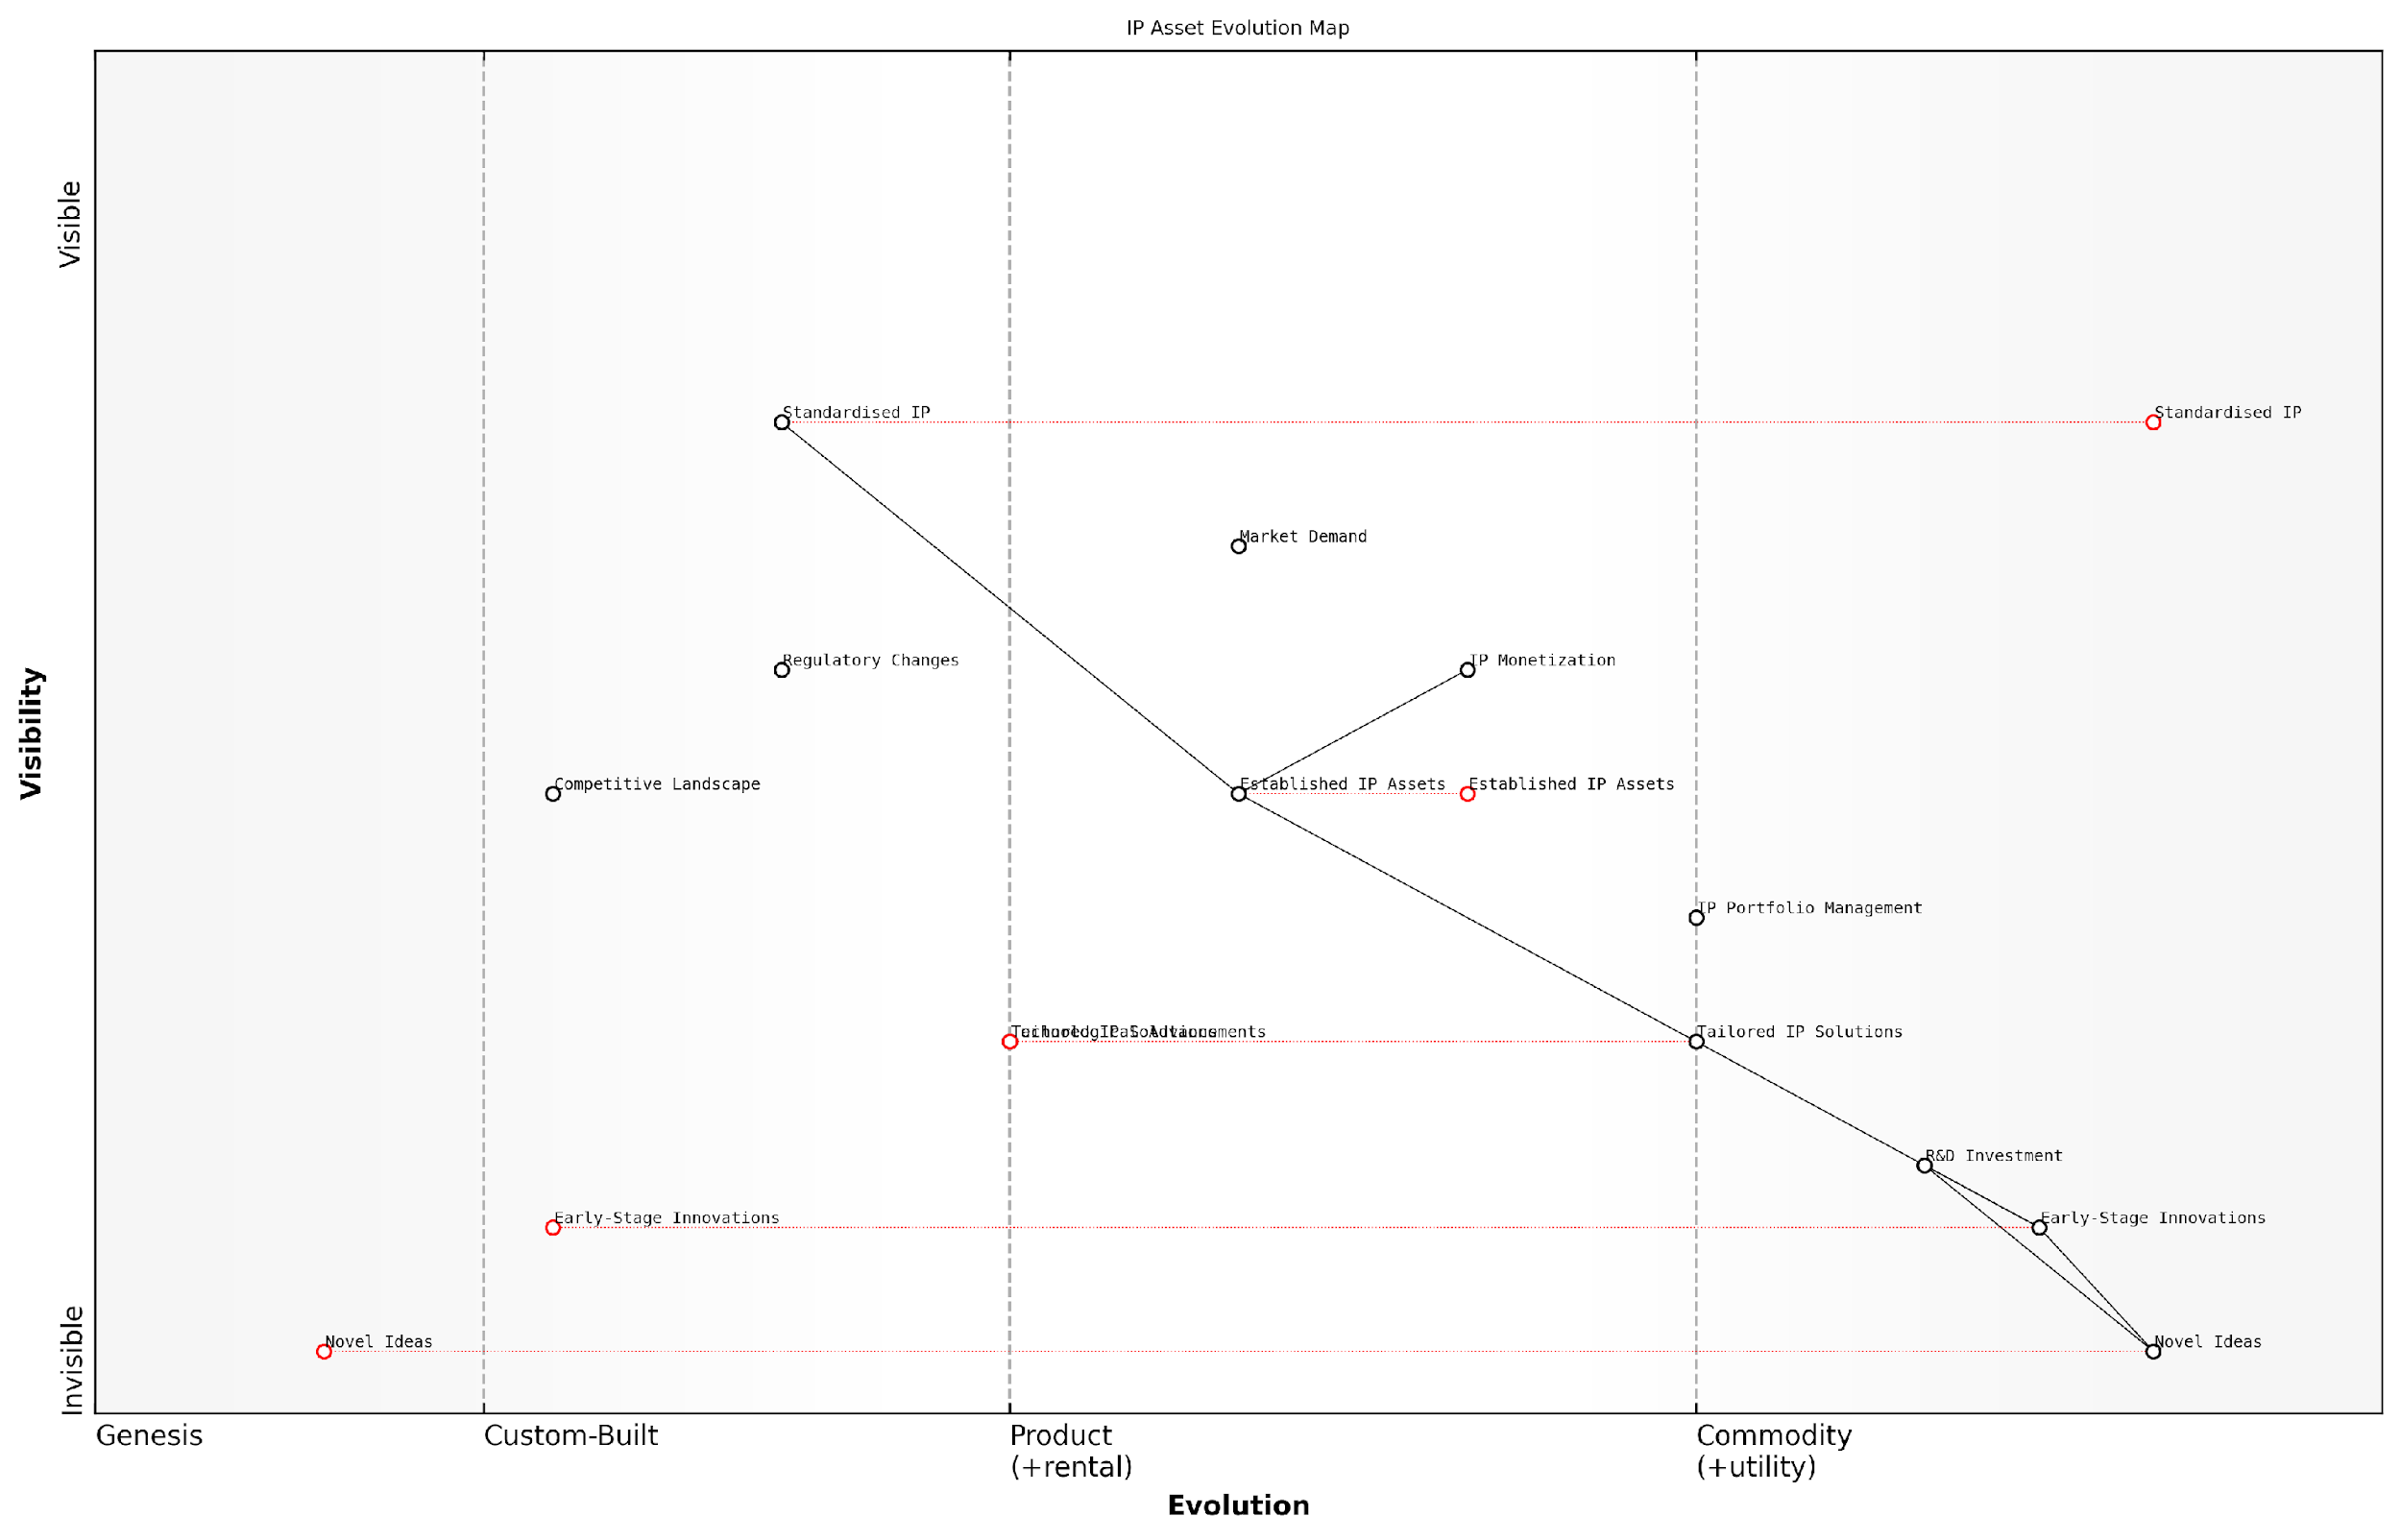 IP Asset Evolution Map
Visible
Standardised IP
Standardised IP
Market Demand
Regulatory Changes
IP Monetization
Visibility
Competitive Landscape
Established IP Assets
Established IP Assets
IP Portfolio Management
Tailored IP Solutions
R&D Investment
Early-Stage Innovations
Early-Stage Innovations
Invisible
Novel Ideas
Novel Ideas
Genesis
Custom-Built
Product
(+rental)
Commodity
(+utility)
Evolution